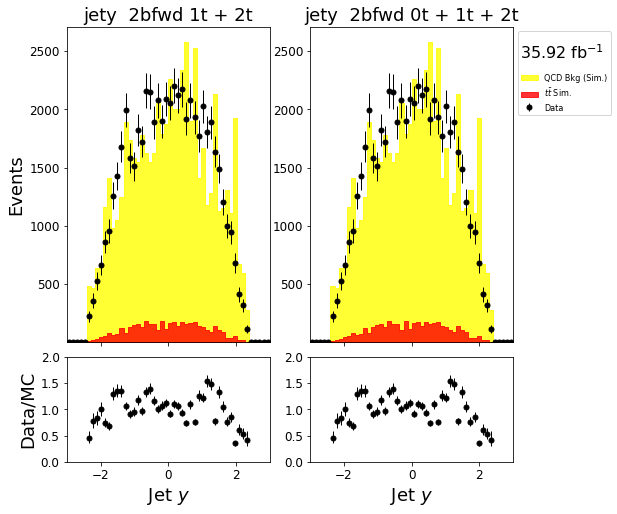 jety 2bfwd 1t + 2t
jety 2bfwd 0t + 1t + 2t
35.92 fb⁻¹
QCD Bkg (Sim.)
tt̄ Sim.
Data
Events
2500
2000
1500
1000
500
2500
2000
1500
1000
500
Data/MC
2.0
1.5
1.0
0.5
0.0
2.0
1.5
1.0
0.5
0.0
−2 0 2
−2 0 2
Jet y
Jet y